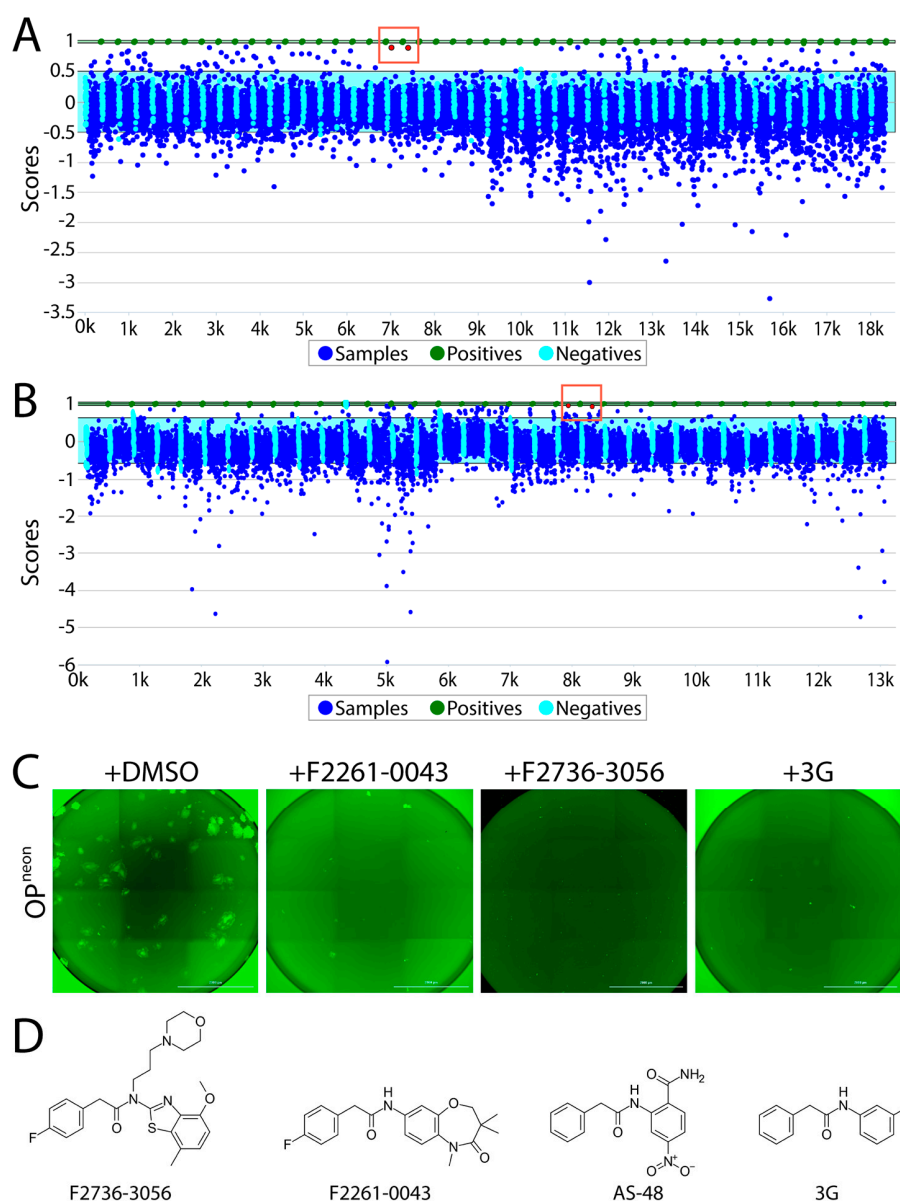 A
1
0.5
0
-0.5
-1
-1.5
-2
-2.5
-3
-3.5
Scores
0k 1k 2k 3k 4k 5k 6k 7k 8k 9k 10k 11k 12k 13k 14k 15k 16k 17k 18k
Samples Positives Negatives
B
1
0
-1
-2
-3
-4
-5
-6
Scores
0k 1k 2k 3k 4k 5k 6k 7k 8k 9k 10k 11k 12k 13k
Samples Positives Negatives
C
+DMSO +F2261-0043 +F2736-3056 +3G
OPneon
D
O
N
O
N
N
O
S
F
H
N
O
O
F
N
O
O NH2
H
N
O
N+
O O-
H
N
O
F2736-3056 F2261-0043 AS-48 3G